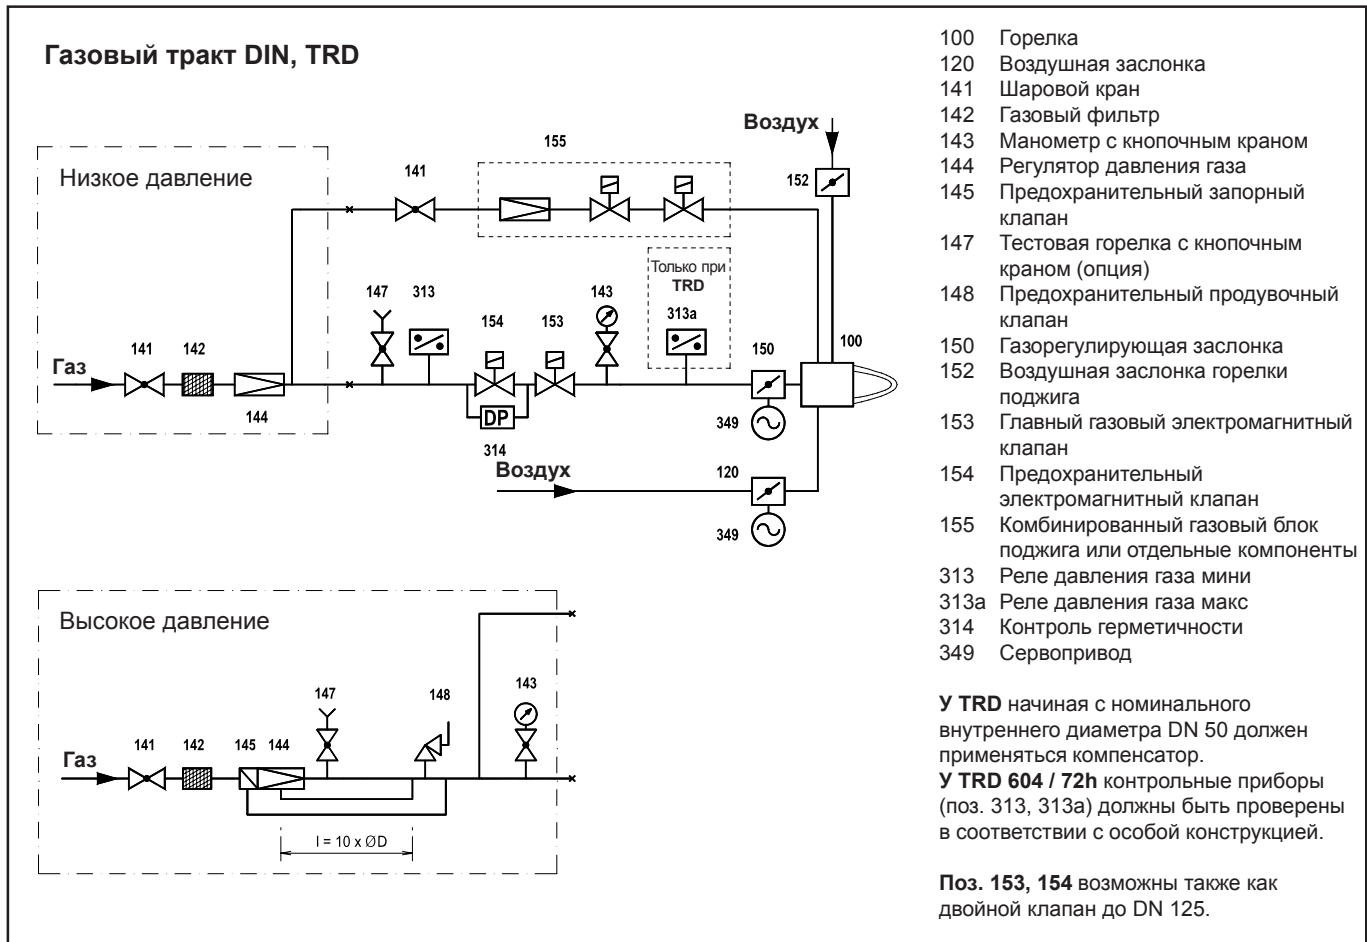 Газовый тракт DIN, TRD
Низкое давление
Газ
141
142
144
141
155
Воздух
152
147
313
154
153
143
Только при
TRD
313a
150
100
DP
314
349
Воздух
120
349
Высокое давление
Газ
141
142
145
144
147
148
143
l = 10 x ØD
100 Горелка
120 Воздушная заслонка
141 Шаровой кран
142 Газовый фильтр
143 Манометр с кнопочным краном
144 Регулятор давления газа
145 Предохранительный запорный
клапан
147 Тестовая горелка с кнопочным
краном (опция)
148 Предохранительный продувочный
клапан
150 Газорегулирующая заслонка
152 Воздушная заслонка горелки
поджига
153 Главный газовый электромагнитный
клапан
154 Предохранительный
электромагнитный клапан
155 Комбинированный газовый блок
поджига или отдельные компоненты
313 Реле давления газа мини
313a Реле давления газа макс
314 Контроль герметичности
349 Сервопривод
У TRD начиная с номинального
внутреннего диаметра DN 50 должен
применяться компенсатор.
У TRD 604 / 72h контрольные приборы
(поз. 313, 313a) должны быть проверены
в соответствии с особой конструкцией.
Поз. 153, 154 возможны также как
двойной клапан до DN 125.